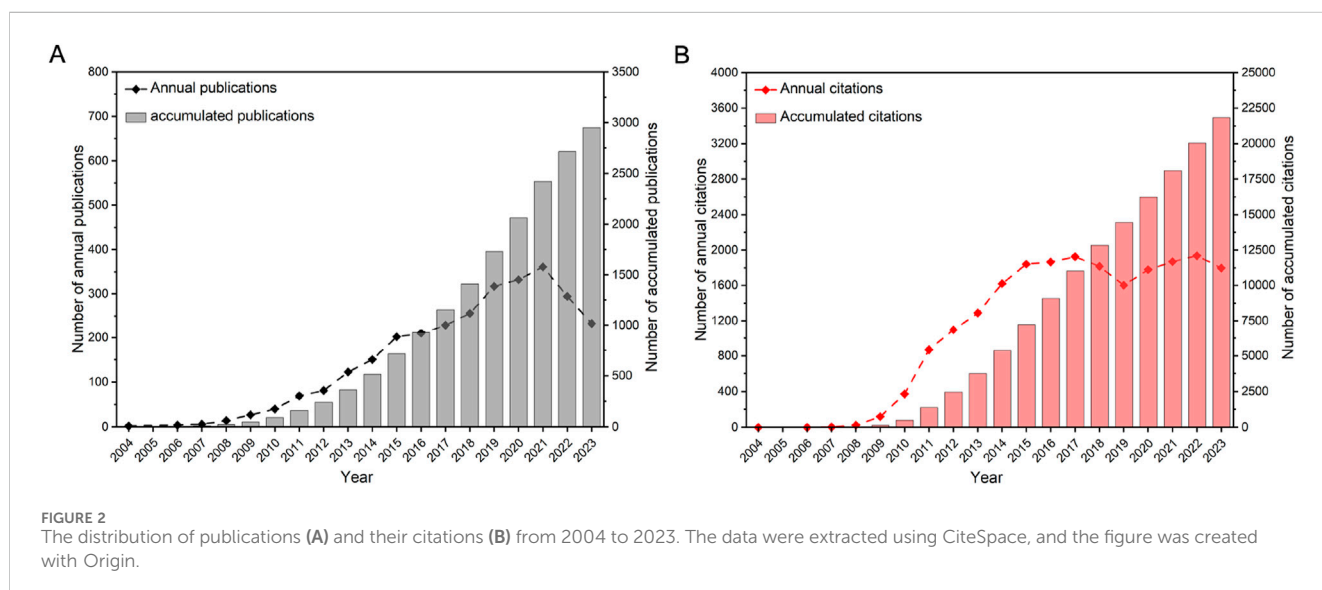 A
Annual publications
accumulated publications
Number of annual publications
800
700
600
500
400
300
200
100
0
3500
3000
2500
2000
1500
1000
500
0
Number of accumulated publications
2004 2005 2006 2007 2008 2009 2010 2011 2012 2013 2014 2015 2016 2017 2018 2019 2020 2021 2022 2023
Year
B
Annual citations
Accumulated citations
Number of annual citations
4000
3600
3200
2800
2400
2000
1600
1200
800
400
0
25000
22500
20000
17500
15000
12500
10000
7500
5000
2500
0
Number of accumulated citations
2004 2005 2006 2007 2008 2009 2010 2011 2012 2013 2014 2015 2016 2017 2018 2019 2020 2021 2022 2023
Year
FIGURE 2
The distribution of publications (A) and their citations (B) from 2004 to 2023. The data were extracted using CiteSpace, and the figure was created
with Origin.